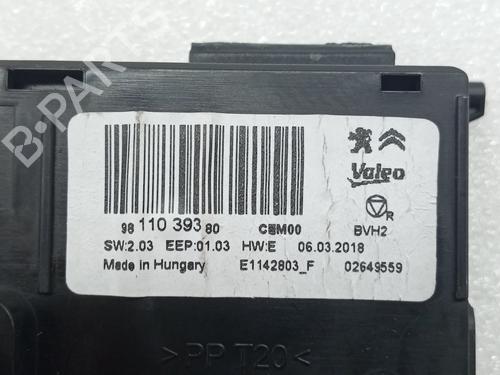 B-PARTS
98 110 393 80 CEM00
Valeo
R
SW:2.03 EEP:01.03 HW:E 06.03.2018 BVH2
Made in Hungary E1142803_F 02649559
>PP T20<